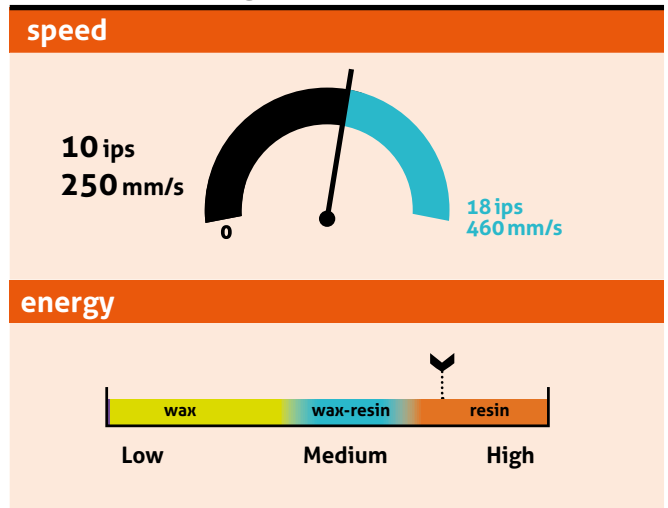 speed
10 ips
250 mm/s
0
18 ips
460 mm/s
energy
wax wax-resin resin
Low Medium High